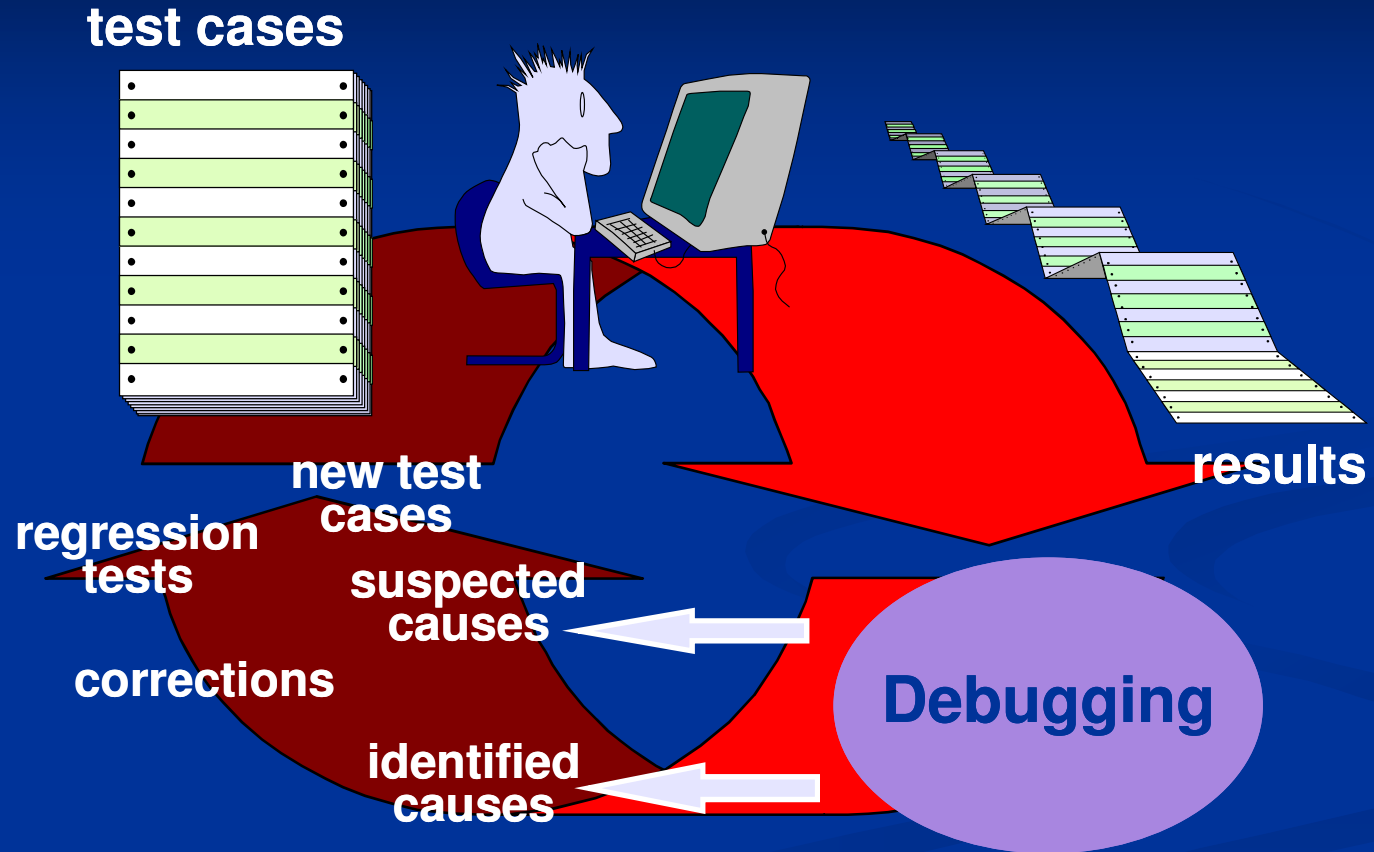 test cases
results
new test
cases
regression
tests
suspected
causes
corrections
Debugging
identified
causes